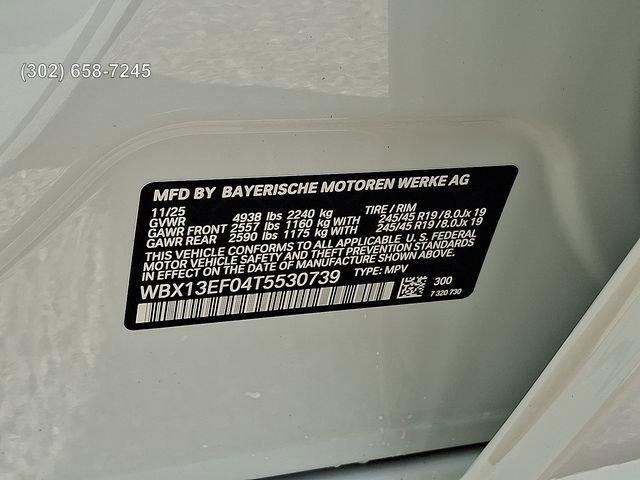 (302) 658-7245
MFD BY BAYERISCHE MOTOREN WERKE AG
11/25
GVWR 4938 lbs 2240 kg TIRE / RIM
GAWR FRONT 2557 lbs 1160 kg WITH 245/45 R19 / 8.0Jx 19
GAWR REAR 2590 lbs 1175 kg WITH 245/45 R19 / 8.0Jx 19
THIS VEHICLE CONFORMS TO ALL APPLICABLE U.S. FEDERAL
MOTOR VEHICLE SAFETY AND THEFT PREVENTION STANDARDS
IN EFFECT ON THE DATE OF MANUFACTURE SHOWN ABOVE.
WBX13EF04T5530739 TYPE: MPV
300
7 320 730